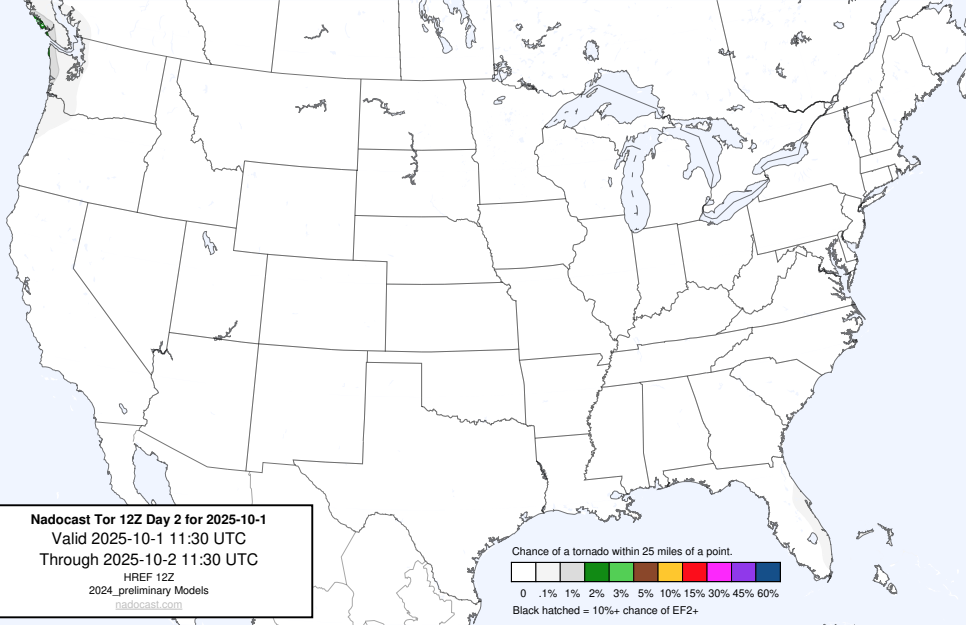 Nadocast Tor 12Z Day 2 for 2025-10-1
Valid 2025-10-1 11:30 UTC
Through 2025-10-2 11:30 UTC
HREF 12Z
2024_preliminary Models
nadocast.com
Chance of a tornado within 25 miles of a point.
0 .1% 1% 2% 3% 5% 10% 15% 30% 45% 60%
Black hatched = 10%+ chance of EF2+